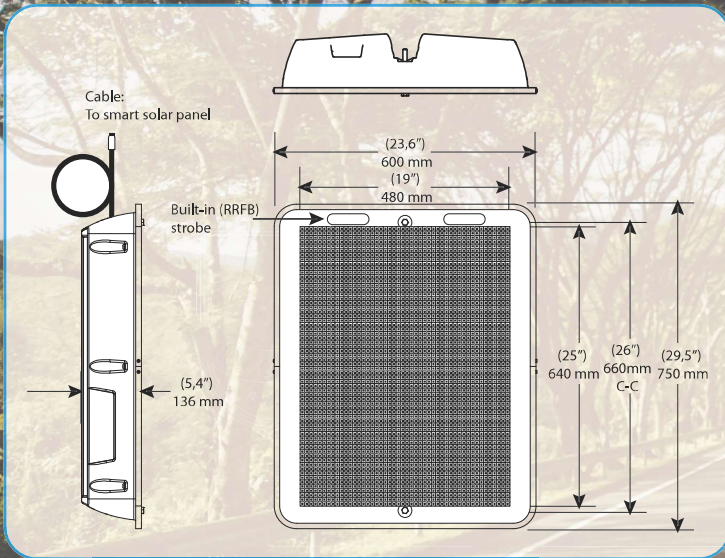 Cable:
To smart solar panel
(23,6")
600 mm
(19")
480 mm
Built-in (RRFB)
strobe
(25")
640 mm
(26")
660mm
C-C
(29,5")
750 mm
(5,4")
136 mm